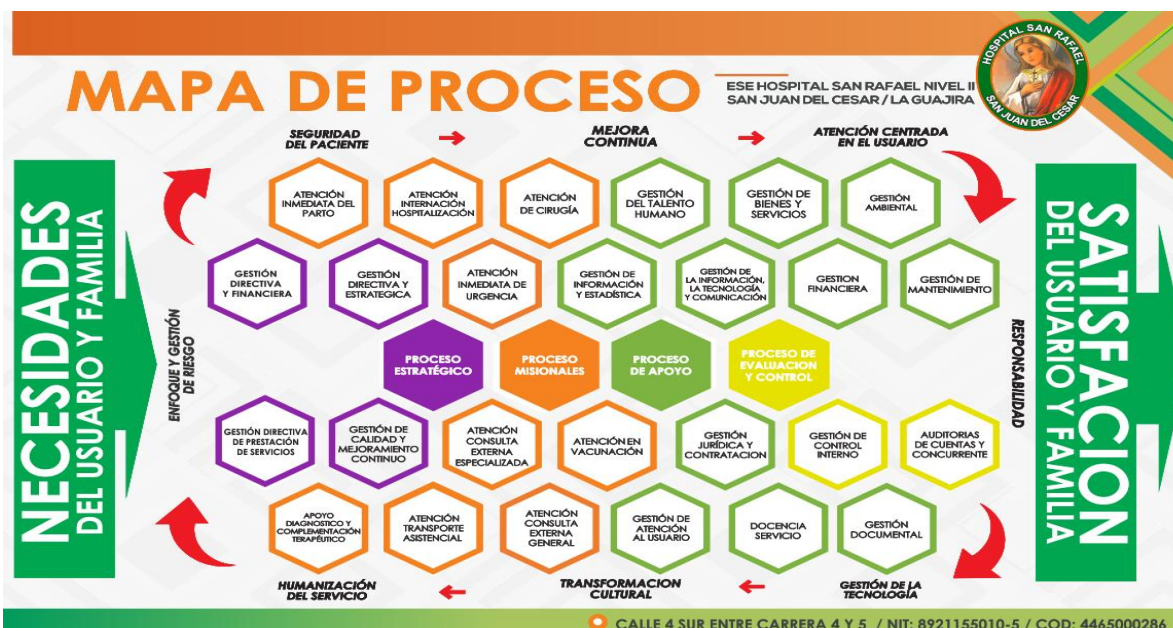 MAPA DE PROCESO
ESE HOSPITAL SAN RAFAEL NIVEL II
SAN JUAN DEL CESAR / LA GUAJIRA
HOSPITAL SAN RAFAEL
SAN JUAN DEL CESAR
SEGURIDAD
DEL PACIENTE
MEJORA
CONTINUA
ATENCIÓN CENTRADA
EN EL USUARIO
NECESIDADES
DEL USUARIO Y FAMILIA
ENFOQUE Y GESTIÓN
DE RIESGO
ATENCIÓN
INMEDIATA DEL
PARTO
ATENCIÓN
INTERNACIÓN
HOSPITALIZACIÓN
ATENCIÓN
DE CIRUGÍA
GESTIÓN
DEL TALENTO
HUMANO
GESTIÓN DE
BIENES Y
SERVICIOS
GESTIÓN
AMBIENTAL
GESTIÓN
DIRECTIVA
Y FINANCIERA
GESTIÓN
DIRECTIVA Y
ESTRATEGICA
ATENCIÓN
INMEDIATA DE
URGENCIA
GESTIÓN DE
INFORMACIÓN
Y ESTADÍSTICA
GESTIÓN DE
LA INFORMACIÓN,
LA TECNOLOGÍA
Y COMUNICACIÓN
GESTION
FINANCIERA
GESTIÓN DE
MANTENIMIENTO
PROCESO
ESTRATÉGICO
PROCESO
MISIONALES
PROCESO
DE APOYO
PROCESO DE
EVALUACION
Y CONTROL
GESTIÓN DIRECTIVA
DE PRESTACIÓN
DE SERVICIOS
GESTIÓN DE
CALIDAD Y
MEJORAMIENTO
CONTINUO
ATENCIÓN
CONSULTA
EXTERNA
ESPECIALIZADA
ATENCIÓN EN
VACUNACIÓN
GESTIÓN
JURÍDICA Y
CONTRATACION
GESTIÓN DE
CONTROL
INTERNO
AUDITORIAS
DE CUENTAS Y
CONCURRENTE
APOYO
DIAGNOSTICO Y
COMPLEMENTACIÓN
TERAPÉUTICO
ATENCIÓN
TRANSPORTE
ASISTENCIAL
ATENCIÓN
CONSULTA
EXTERNA
GENERAL
GESTIÓN DE
ATENCIÓN
AL USUARIO
DOCENCIA
SERVICIO
GESTIÓN
DOCUMENTAL
RESPONSABILIDAD
SATISFACION
DEL USUARIO Y FAMILIA
HUMANIZACIÓN
DEL SERVICIO
TRANSFORMACION
CULTURAL
GESTIÓN DE LA
TECNOLOGÍA
CALLE 4 SUR ENTRE CARRERA 4 Y 5 / NIT: 8921155010-5 / COD: 4465000286